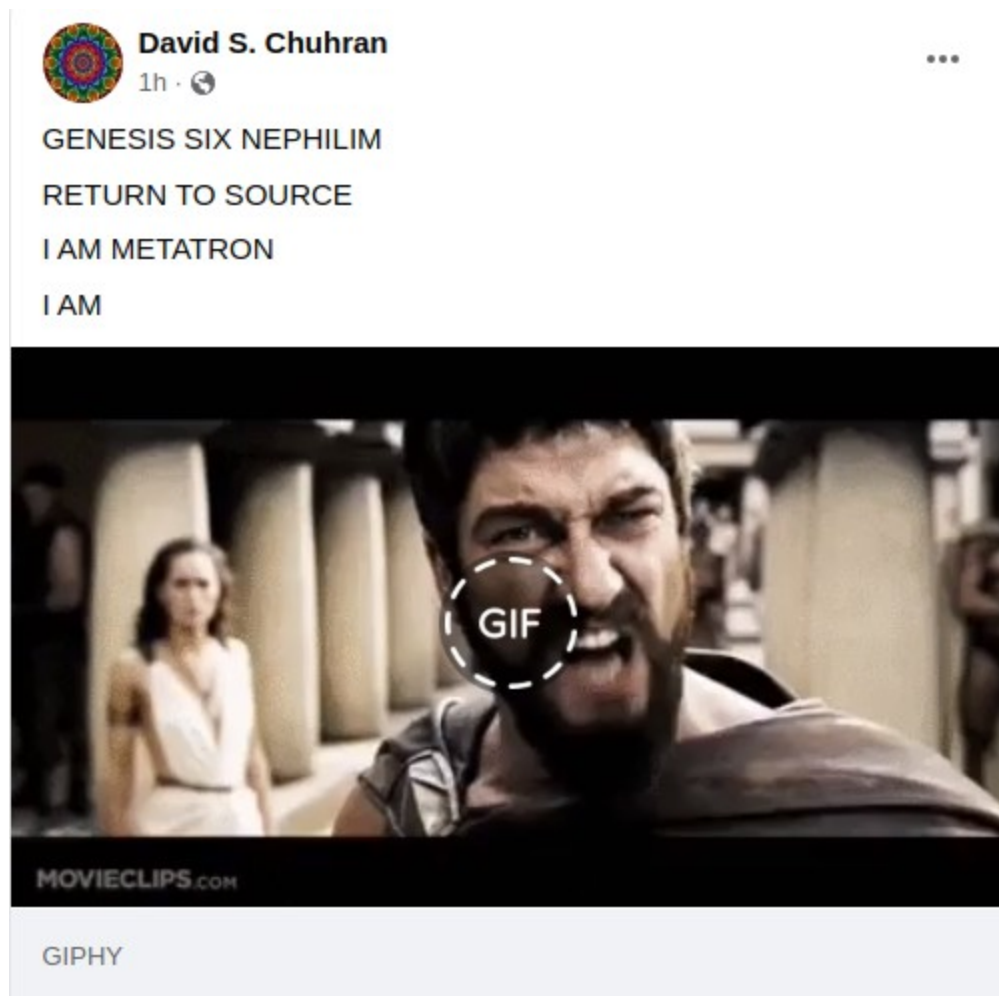 David S. Chuhran
1h ·
GENESIS SIX NEPHILIM
RETURN TO SOURCE
I AM METATRON
I AM
GIF
MOVIECLIPS.COM
GIPHY